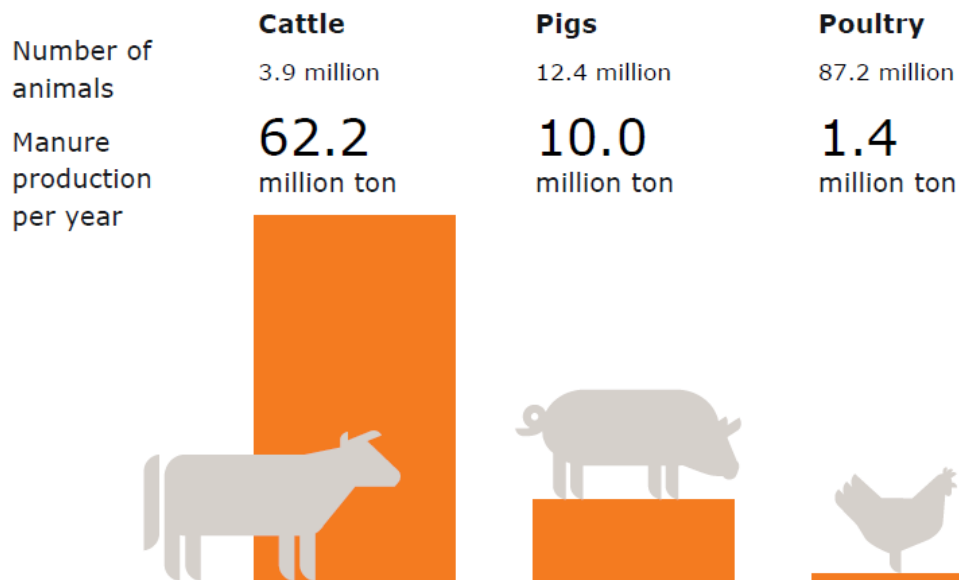 Cattle
Pigs
Poultry
Number of
animals
3.9 million
12.4 million
87.2 million
Manure
production
per year
62.2
million ton
10.0
million ton
1.4
million ton